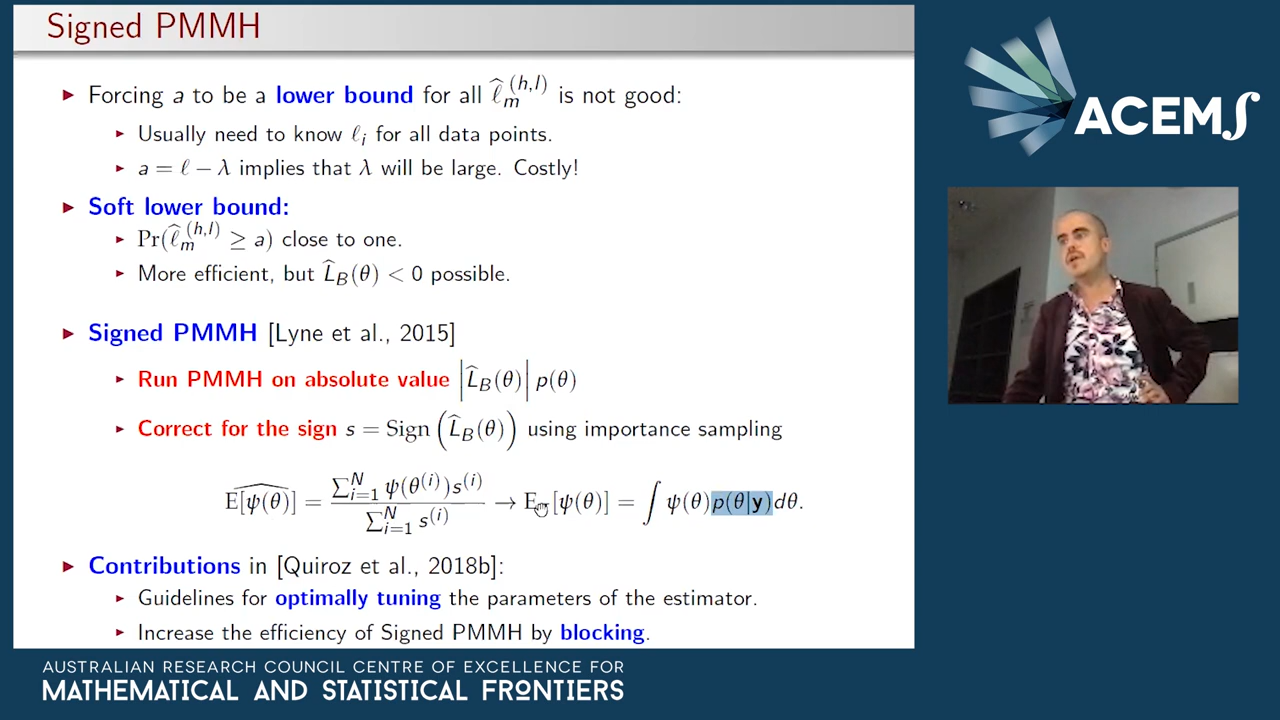 Signed PMMH
▸ Forcing a to be a lower bound for all ℓ̂_m^(h,l) is not good:
▸ Usually need to know ℓ_i for all data points.
▸ a = ℓ − λ implies that λ will be large. Costly!
▸ Soft lower bound:
▸ Pr(ℓ̂_m^(h,l) ≥ a) close to one.
▸ More efficient, but L̂_B(θ) < 0 possible.
▸ Signed PMMH [Lyne et al., 2015]
▸ Run PMMH on absolute value |L̂_B(θ)| p(θ)
▸ Correct for the sign s = Sign(L̂_B(θ)) using importance sampling
Ê[ψ(θ)] = ∑_{i=1}^N ψ(θ^(i))s^(i) / ∑_{i=1}^N s^(i) → E [ψ(θ)] = ∫ ψ(θ)p(θ|y)dθ.
▸ Contributions in [Quiroz et al., 2018b]:
▸ Guidelines for optimally tuning the parameters of the estimator.
▸ Increase the efficiency of Signed PMMH by blocking.
ACEMS
AUSTRALIAN RESEARCH COUNCIL CENTRE OF EXCELLENCE FOR
MATHEMATICAL AND STATISTICAL FRONTIERS